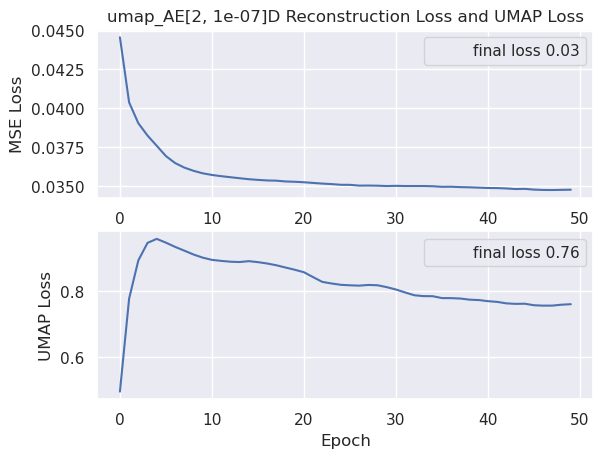 umap_AE[2, 1e-07]D Reconstruction Loss and UMAP Loss
0.0450
final loss 0.03
0.0425
0.0400
0.0375
0.0350
MSE Loss
0 10 20 30 40 50
final loss 0.76
0.8
0.6
UMAP Loss
0 10 20 30 40 50
Epoch